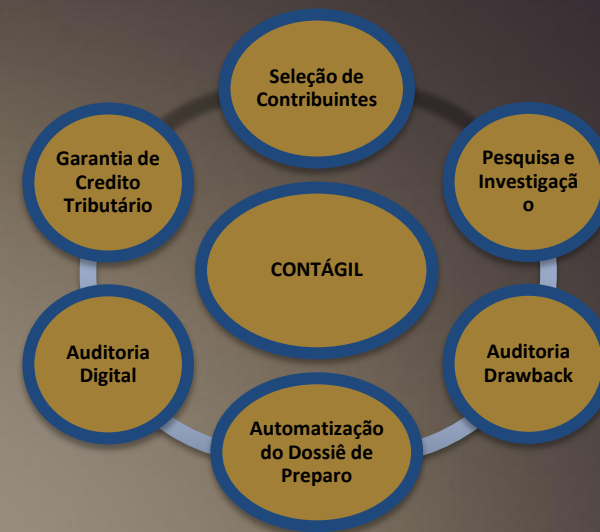 Seleção de
Contribuintes
Garantia de
Credito
Tributário
Pesquisa e
Investigaçã
o
CONTÁGIL
Auditoria
Digital
Auditoria
Drawback
Automatização
do Dossiê de
Preparo